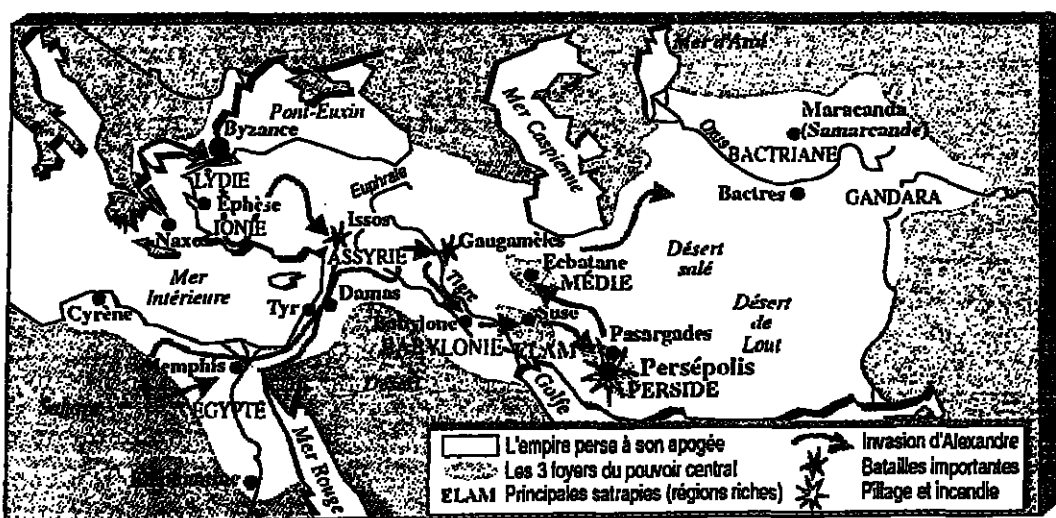 Mer d'Aral
Pont-Euxin
Mer Caspienne
Maracanda
(Samarcande)
Byzance
Oxus
BACTRIANE
LYDIE
Euphrate
Bactres
GANDARA
Éphèse
IONIE
Issos
Naxos
Gaugamèles
ASSYRIE
Désert
salé
Ecbatane
MÉDIE
Mer
Intérieure
Tigre
Cyrène
Tyr
Damas
Désert
de
Lout
Suse
Babylone
Pasargades
BABYLONIE
ELAM
Memphis
Persépolis
PERSIDE
Désert
Golfe
EGYPTE
Mer Rouge
L'empire perse à son apogée
Les 3 foyers du pouvoir central
ELAM Principales satrapies (régions riches)
Invasion d'Alexandre
Batailles importantes
Pillage et incendie